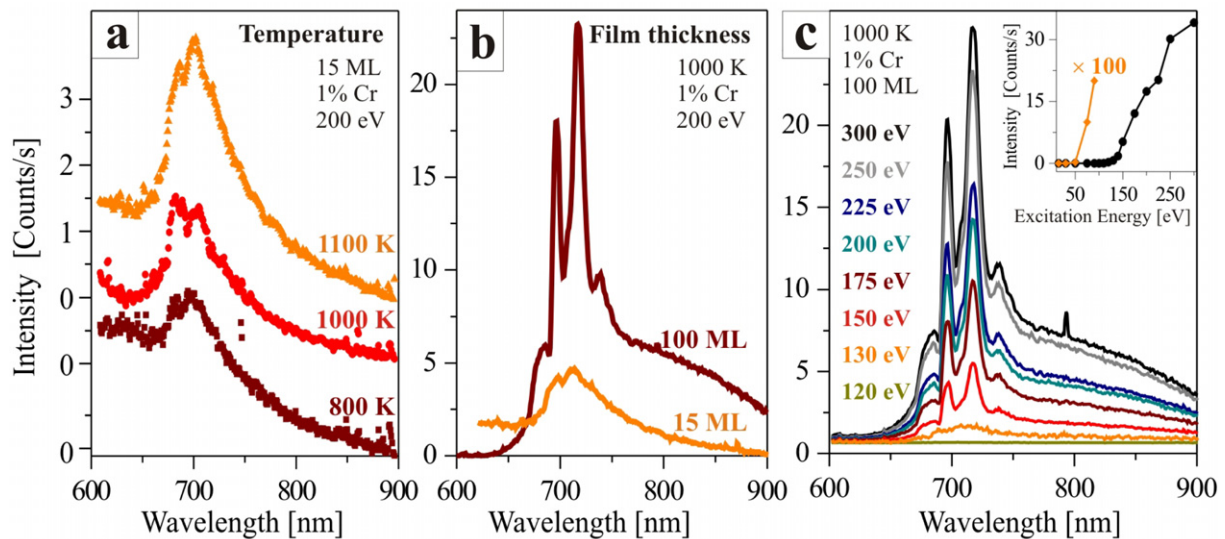 a
Temperature
15 ML
1% Cr
200 eV
1100 K
1000 K
800 K
3
1
0
0
0
600
700
800
900
Intensity [Counts/s]
Wavelength [nm]
b
Film thickness
1000 K
1% Cr
200 eV
100 ML
15 ML
20
15
10
5
0
600
700
800
900
Wavelength [nm]
c
1000 K
1% Cr
100 ML
300 eV
250 eV
225 eV
200 eV
175 eV
150 eV
130 eV
120 eV
20
15
10
5
0
600
700
800
900
Wavelength [nm]
× 100
30
15
0
50
150
250
Intensity [Counts/s]
Excitation Energy [eV]